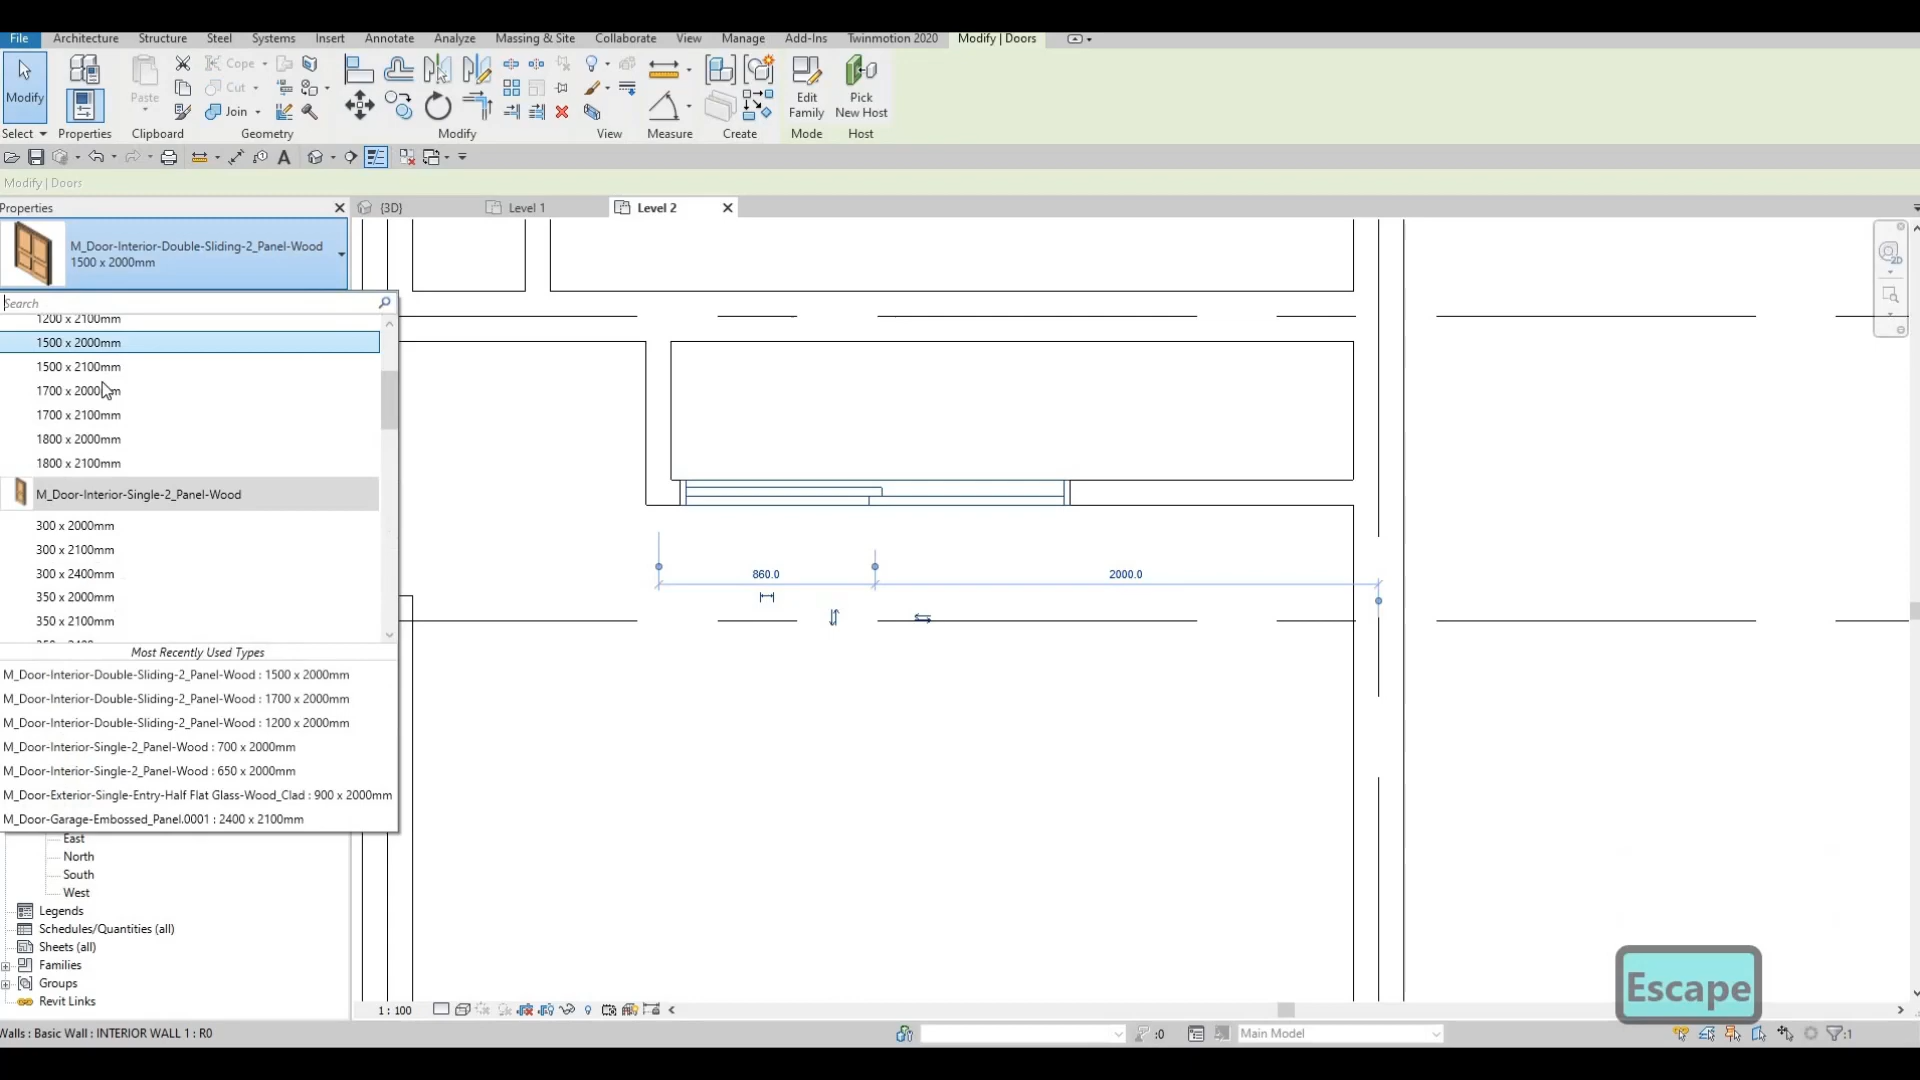 File Architecture Structure Steel Systems Insert Annotate Analyze Massing & Site Collaborate View Manage Add-Ins Twinmotion 2020 Modify | Doors
Modify Paste Cope Cut Join Edit Family Pick New Host
Select Properties Clipboard Geometry Modify View Measure Create Mode Host
Modify | Doors
Properties {3D} Level 1 Level 2
M_Door-Interior-Double-Sliding-2_Panel-Wood
1500 x 2000mm
2D
Search
1200 x 2100mm
1500 x 2000mm
1500 x 2100mm
1700 x 2000mm
1700 x 2100mm
1800 x 2000mm
1800 x 2100mm
M_Door-Interior-Single-2_Panel-Wood
300 x 2000mm
300 x 2100mm
300 x 2400mm
350 x 2000mm
350 x 2100mm
860.0 2000.0
Most Recently Used Types
M_Door-Interior-Double-Sliding-2_Panel-Wood : 1500 x 2000mm
M_Door-Interior-Double-Sliding-2_Panel-Wood : 1700 x 2000mm
M_Door-Interior-Double-Sliding-2_Panel-Wood : 1200 x 2000mm
M_Door-Interior-Single-2_Panel-Wood : 700 x 2000mm
M_Door-Interior-Single-2_Panel-Wood : 650 x 2000mm
M_Door-Exterior-Single-Entry-Half Flat Glass-Wood_Clad : 900 x 2000mm
M_Door-Garage-Embossed_Panel.0001 : 2400 x 2100mm
East
North
South
West
Legends
Schedules/Quantities (all)
Sheets (all)
Families
Groups
Revit Links
Escape
1 : 100
Walls : Basic Wall : INTERIOR WALL 1 : R0 :0 Main Model :1